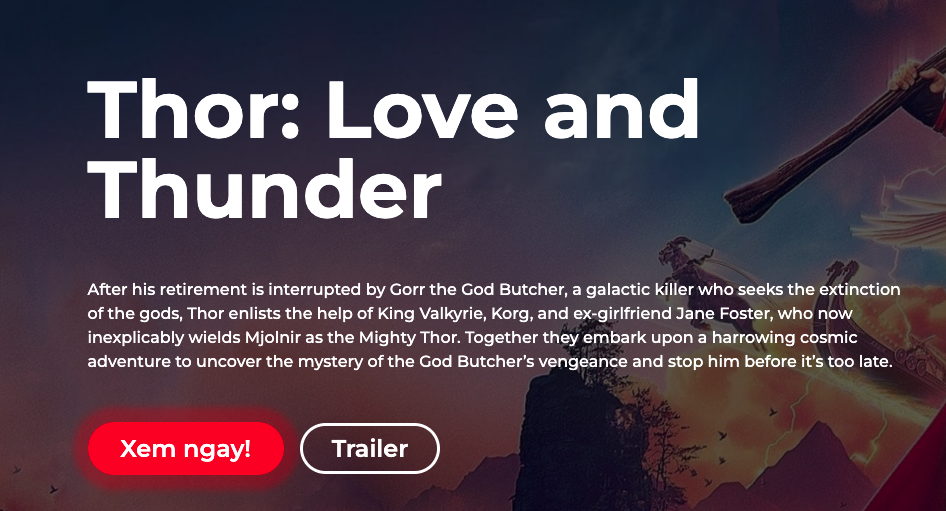 Thor: Love and
Thunder
After his retirement is interrupted by Gorr the God Butcher, a galactic killer who seeks the extinction
of the gods, Thor enlists the help of King Valkyrie, Korg, and ex-girlfriend Jane Foster, who now
inexplicably wields Mjolnir as the Mighty Thor. Together they embark upon a harrowing cosmic
adventure to uncover the mystery of the God Butcher’s vengeance and stop him before it’s too late.
Xem ngay!
Trailer